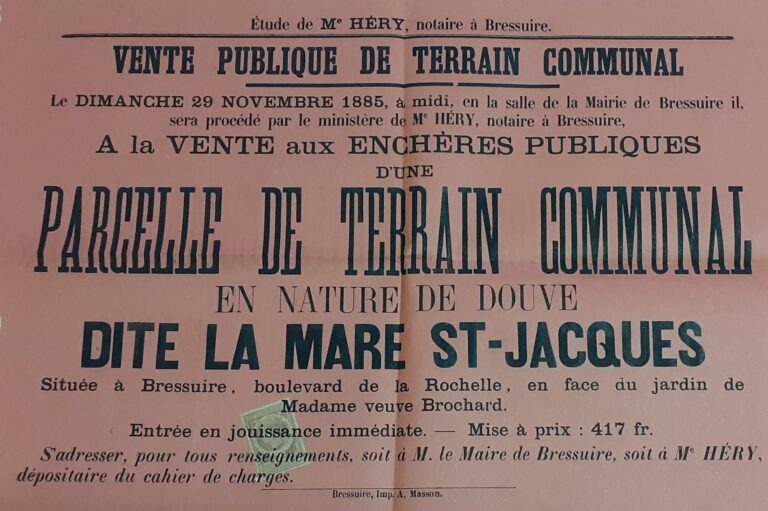 Étude de Me HÉRY, notaire à Bressuire.
VENTE PUBLIQUE DE TERRAIN COMMUNAL
Le DIMANCHE 29 NOVEMBRE 1885, à midi, en la salle de la Mairie de Bressuire il,
sera procédé par le ministère de Me HÉRY, notaire à Bressuire,
A la VENTE aux ENCHÈRES PUBLIQUES
D'UNE
PARCELLE DE TERRAIN COMMUNAL
EN NATURE DE DOUVE
DITE LA MARE ST-JACQUES
Située à Bressuire, boulevard de la Rochelle, en face du jardin de
Madame veuve Brochard.
Entrée en jouissance immédiate. — Mise à prix : 417 fr.
S'adresser, pour tous renseignements, soit à M. le Maire de Bressuire, soit à Me HÉRY,
dépositaire du cahier de charges.
Bressuire, Imp. A, Masson.